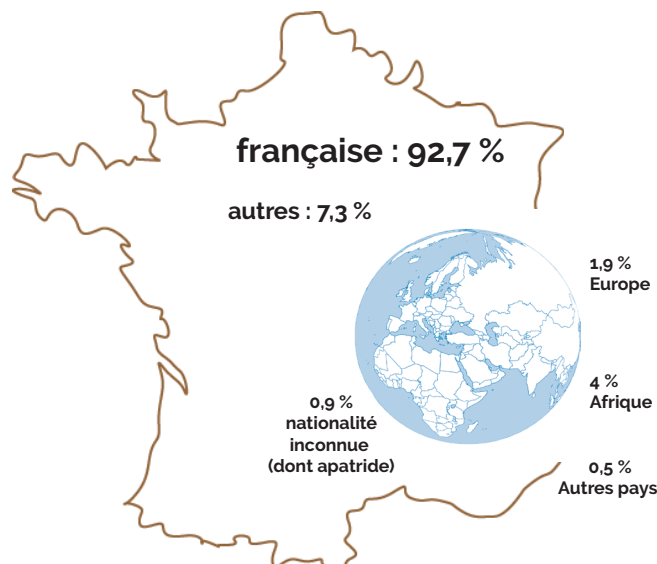 française : 92,7 %
autres : 7,3 %
1,9 %
Europe
4 %
Afrique
0,9 %
nationalité
inconnue
(dont apatride)
0,5 %
Autres pays